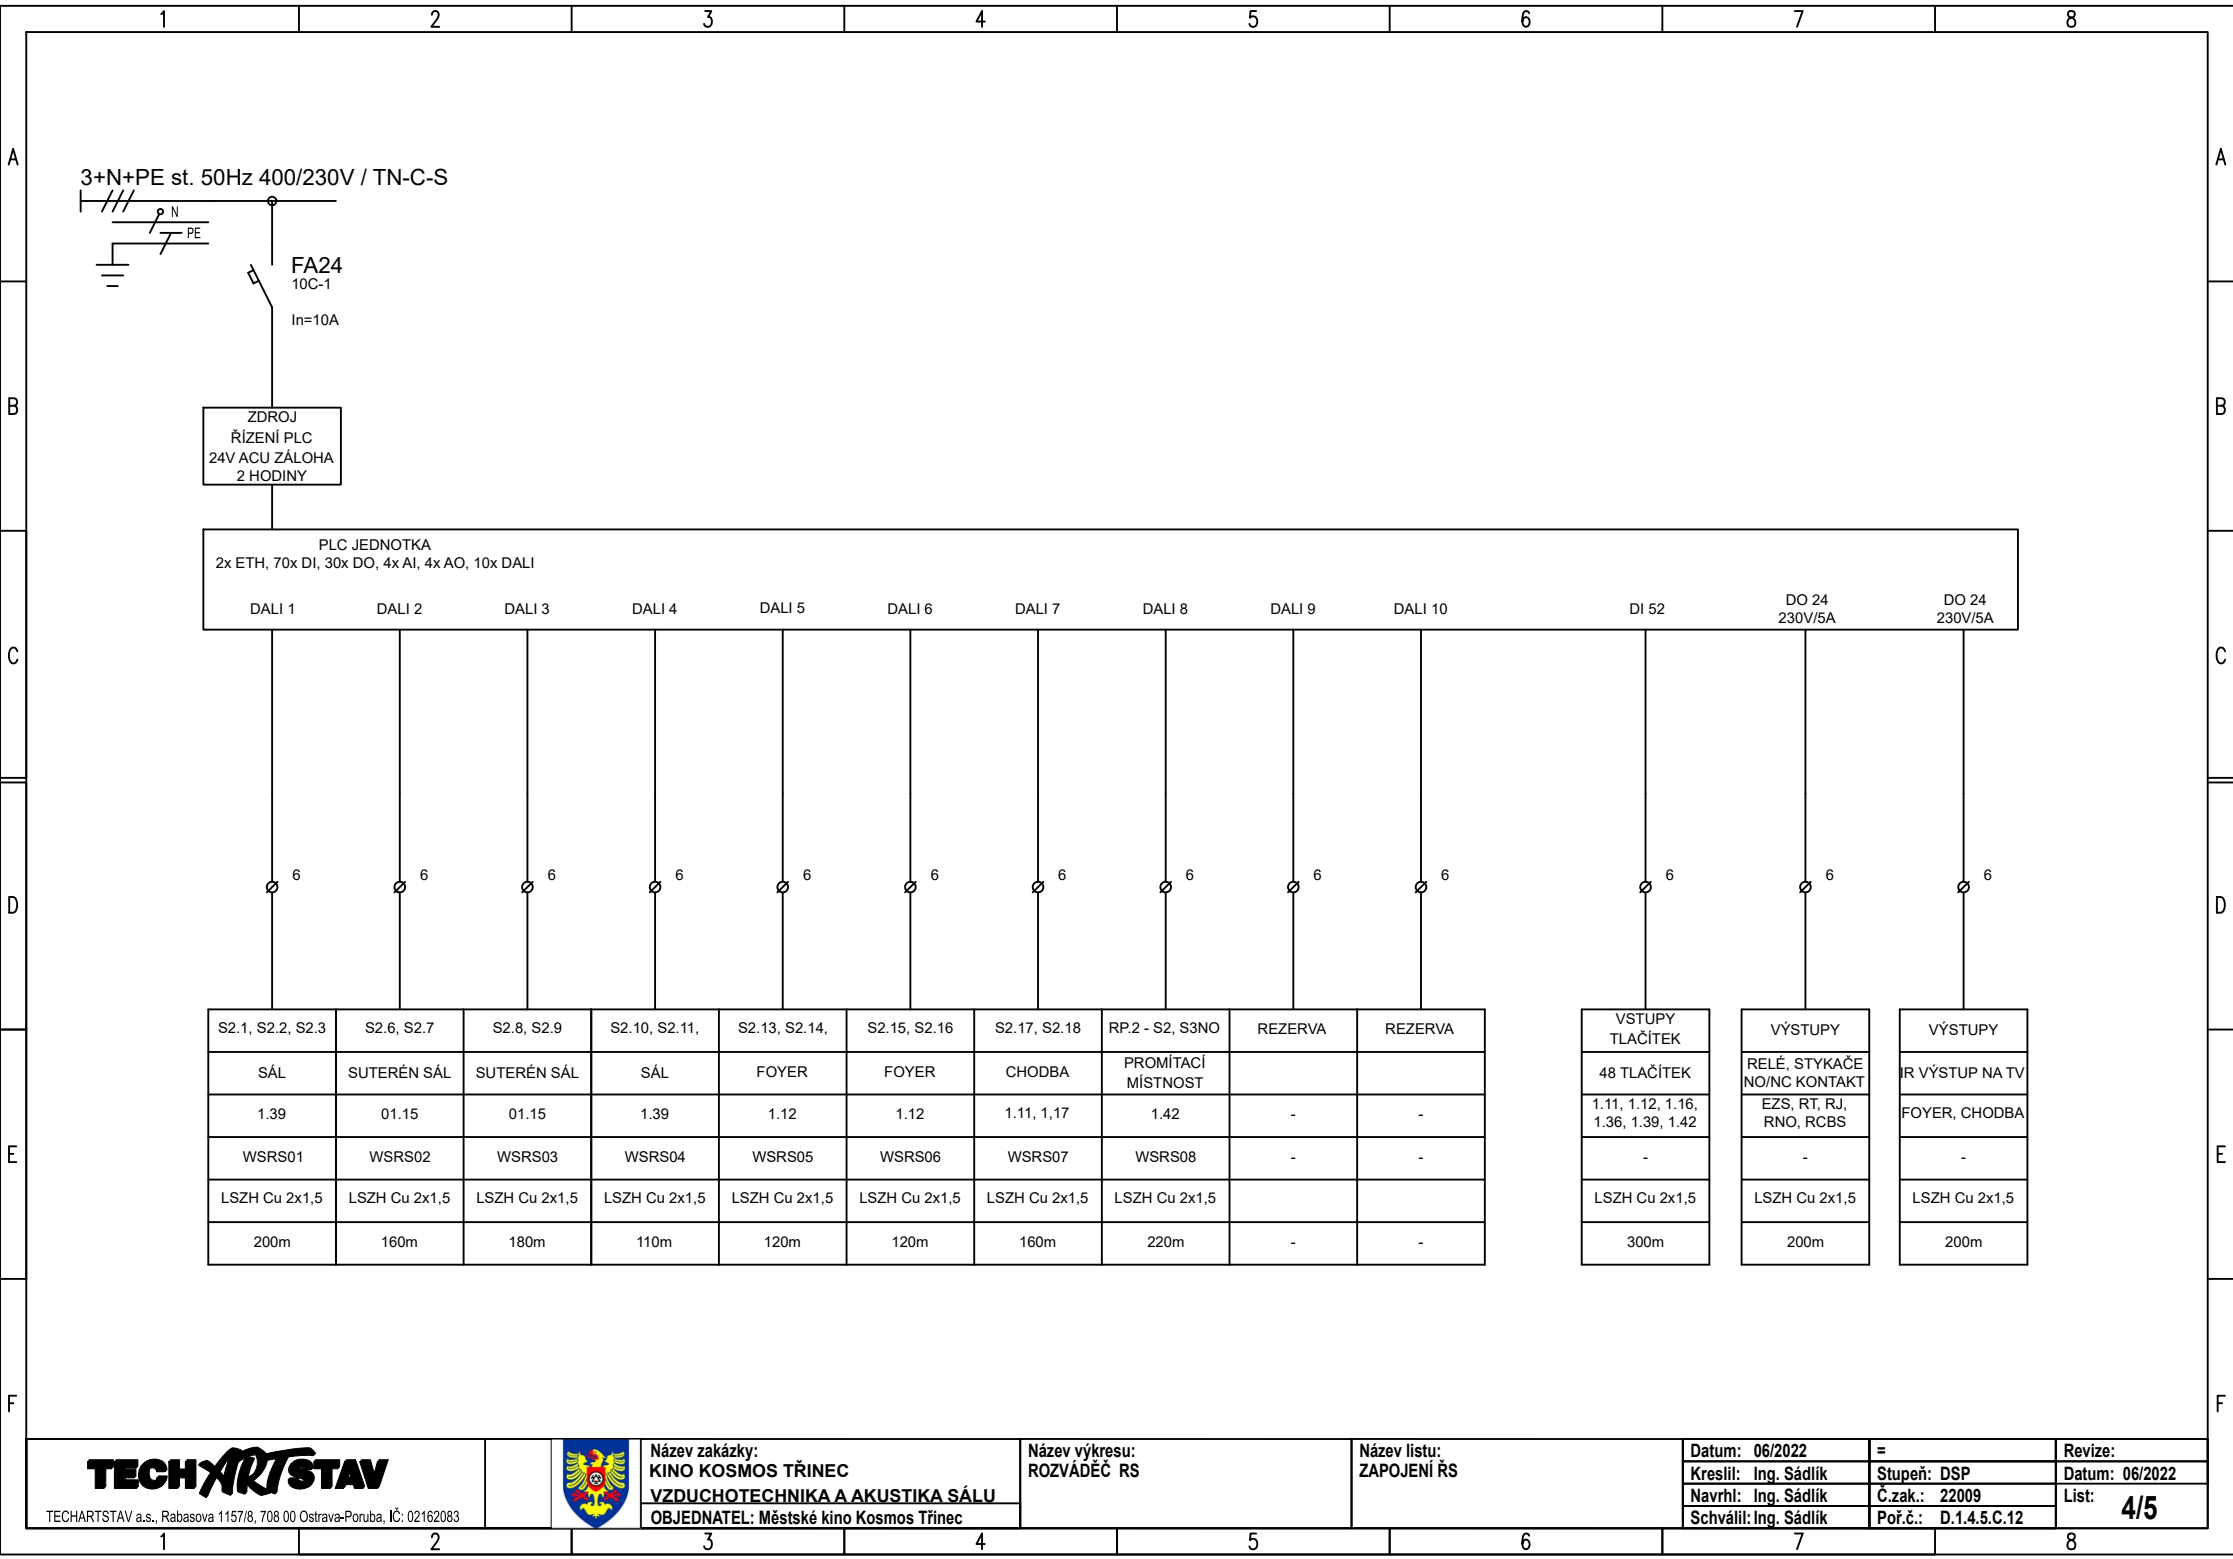 1 2 3 4 5 6 7 8
A A
3+N+PE st. 50Hz 400/230V / TN-C-S
N
PE
FA24
10C-1
In=10A
B B
ZDROJ
ŘÍZENÍ PLC
24V ACU ZÁLOHA
2 HODINY
PLC JEDNOTKA
2x ETH, 70x DI, 30x DO, 4x AI, 4x AO, 10x DALI
DALI 1 DALI 2 DALI 3 DALI 4 DALI 5 DALI 6 DALI 7 DALI 8 DALI 9 DALI 10 DI 52
DO 24
230V/5A
DO 24
230V/5A
C C
6 6 6 6 6 6 6 6 6 6 6 6 6
D D
S2.1, S2.2, S2.3 S2.6, S2.7 S2.8, S2.9 S2.10, S2.11, S2.13, S2.14, S2.15, S2.16 S2.17, S2.18 RP.2 - S2, S3NO REZERVA REZERVA
VSTUPY
TLAČÍTEK
VÝSTUPY
VÝSTUPY
SÁL SUTERÉN SÁL SUTERÉN SÁL SÁL FOYER FOYER CHODBA
PROMÍTACÍ
MÍSTNOST
48 TLAČÍTEK
RELÉ, STYKAČE
NO/NC KONTAKT
IR VÝSTUP NA TV
1.39 01.15 01.15 1.39 1.12 1.12 1.11, 1,17 1.42 - -
1.11, 1.12, 1.16,
1.36, 1.39, 1.42
EZS, RT, RJ,
RNO, RCBS
FOYER, CHODBA
E E
WSRS01 WSRS02 WSRS03 WSRS04 WSRS05 WSRS06 WSRS07 WSRS08 - - - - -
LSZH Cu 2x1,5 LSZH Cu 2x1,5 LSZH Cu 2x1,5 LSZH Cu 2x1,5 LSZH Cu 2x1,5 LSZH Cu 2x1,5 LSZH Cu 2x1,5 LSZH Cu 2x1,5 LSZH Cu 2x1,5 LSZH Cu 2x1,5 LSZH Cu 2x1,5
200m 160m 180m 110m 120m 120m 160m 220m - - 300m 200m 200m
F F
TECHARTSTAV
TECHARTSTAV a.s., Rabasova 1157/8, 708 00 Ostrava-Poruba, IČ: 02162083
Název zakázky:
KINO KOSMOS TŘINEC
VZDUCHOTECHNIKA A AKUSTIKA SÁLU
OBJEDNATEL: Městské kino Kosmos Třinec
Název výkresu:
ROZVÁDĚČ RS
Název listu:
ZAPOJENÍ ŘS
Datum: 06/2022 = Revize:
Kreslil: Ing. Sádlík Stupeň: DSP Datum: 06/2022
Navrhl: Ing. Sádlík Č.zak.: 22009 List: 4/5
Schválil: Ing. Sádlík Poř.č.: D.1.4.5.C.12
1 2 3 4 5 6 7 8